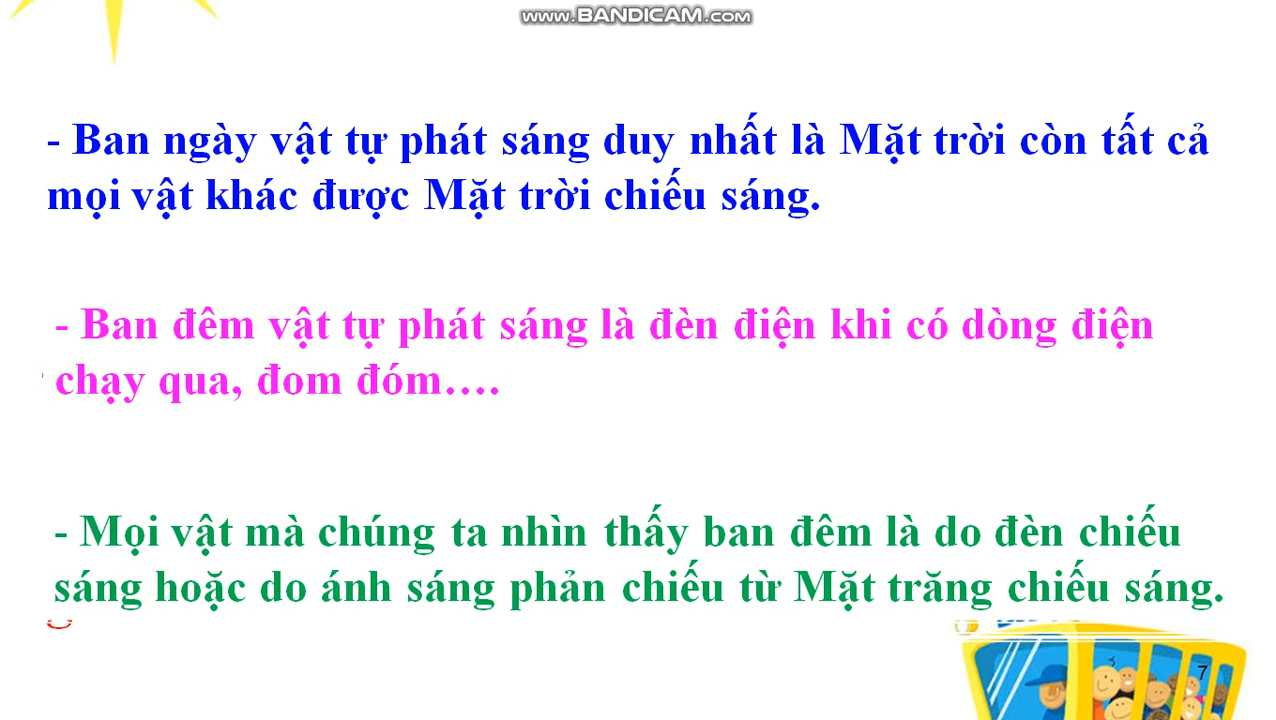 WWW.BANDICAM.COM
- Ban ngày vật tự phát sáng duy nhất là Mặt trời còn tất cả
mọi vật khác được Mặt trời chiếu sáng.
- Ban đêm vật tự phát sáng là đèn điện khi có dòng điện
chạy qua, đom đóm….
- Mọi vật mà chúng ta nhìn thấy ban đêm là do đèn chiếu
sáng hoặc do ánh sáng phản chiếu từ Mặt trăng chiếu sáng.
7